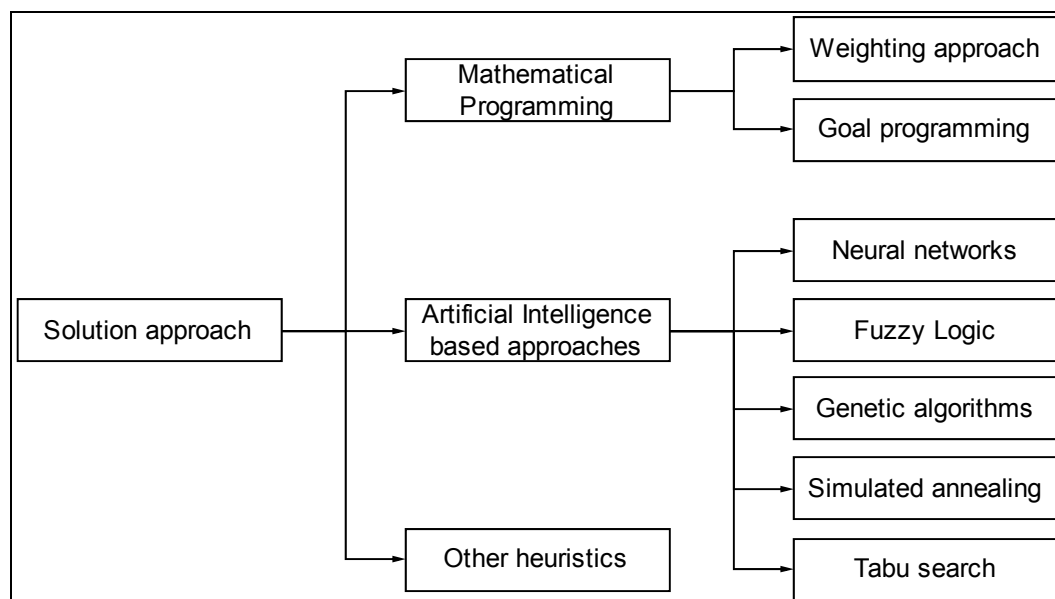 Solution approach
Mathematical
Programming
Weighting approach
Goal programming
Artificial Intelligence
based approaches
Neural networks
Fuzzy Logic
Genetic algorithms
Simulated annealing
Tabu search
Other heuristics